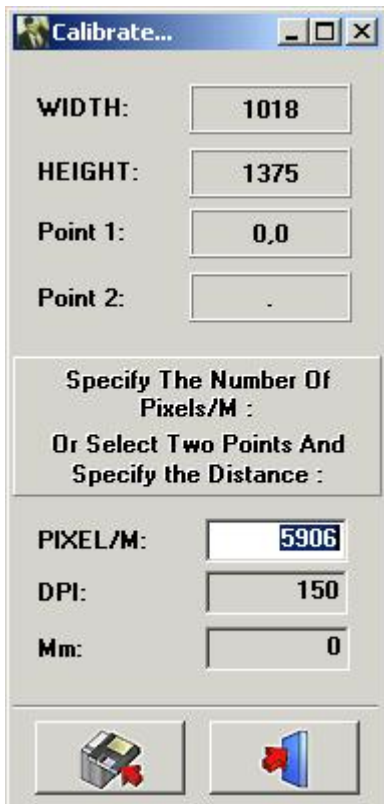 Calibrate...
WIDTH: 1018
HEIGHT: 1375
Point 1: 0,0
Point 2: .
Specify The Number Of
Pixels/M :
Or Select Two Points And
Specify the Distance :
PIXEL/M: 5906
DPI: 150
Mm: 0